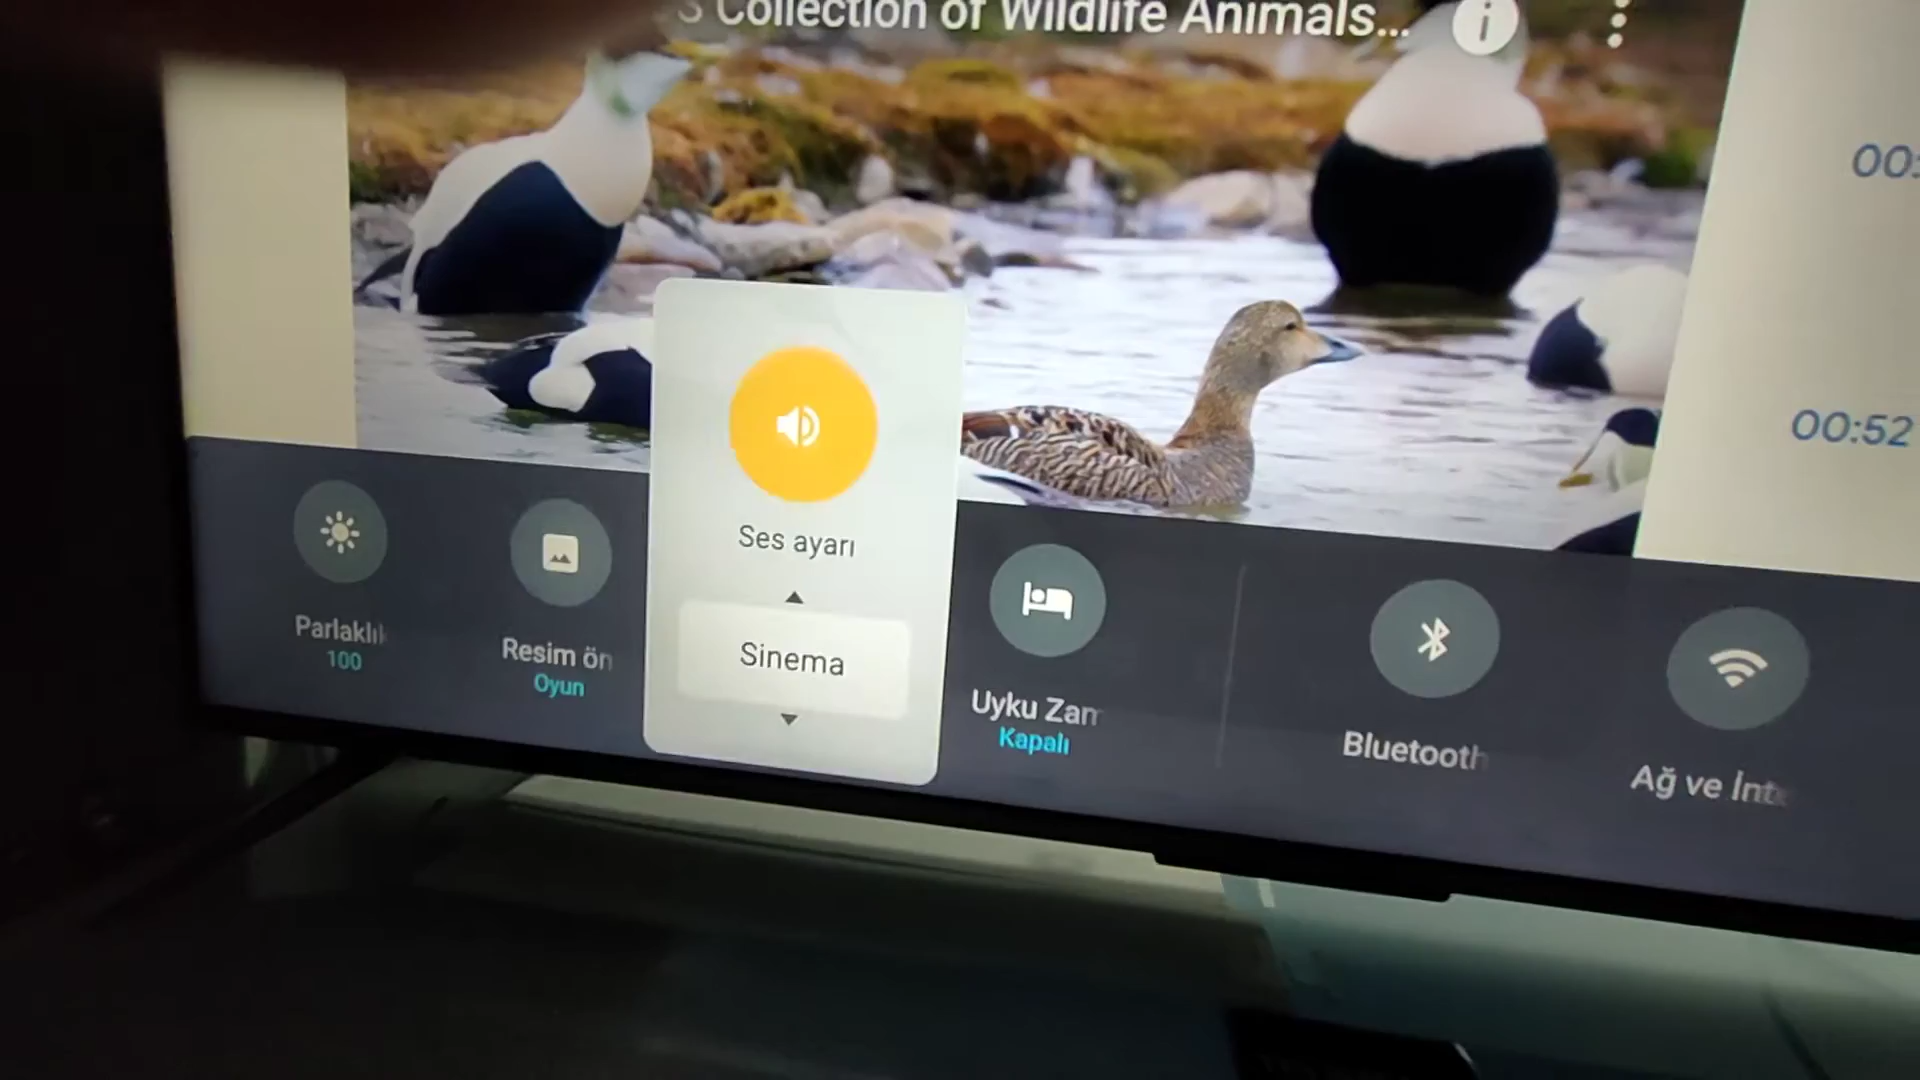 Collection of Wildlife Animals...
00:52
Ses ayarı
Sinema
Parlaklık
100
Resim ön
Oyun
Uyku Zam
Kapalı
Bluetooth
Ağ ve İnte